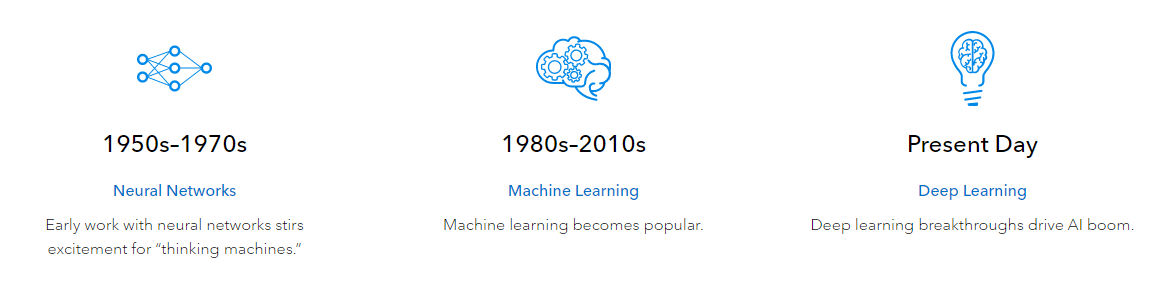 1950s–1970s
Neural Networks
Early work with neural networks stirs
excitement for “thinking machines.”
1980s–2010s
Machine Learning
Machine learning becomes popular.
Present Day
Deep Learning
Deep learning breakthroughs drive AI boom.